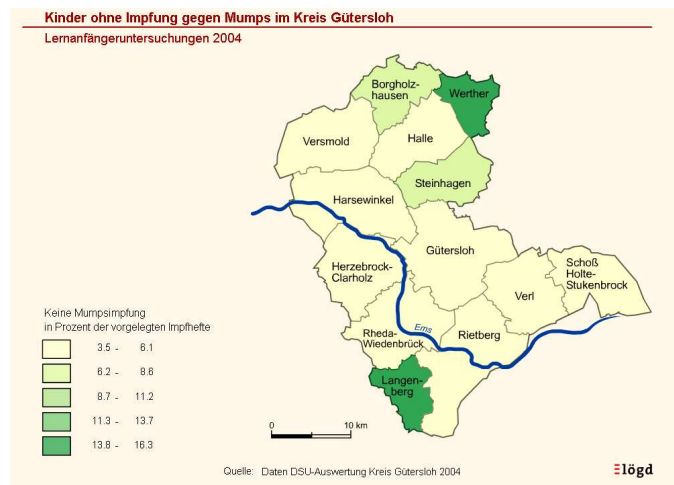 Kinder ohne Impfung gegen Mumps im Kreis Gütersloh
Lernanfängeruntersuchungen 2004
Borgholz-
hausen
Werther
Versmold
Halle
Steinhagen
Harsewinkel
Gütersloh
Herzebrock-
Clarholz
Schoß
Holte-
Stukenbrock
Verl
Ems
Rheda-
Wiedenbrück
Rietberg
Langen-
berg
Keine Mumpsimpfung
in Prozent der vorgelegten Impfhefte
3.5 - 6.1
6.2 - 8.6
8.7 - 11.2
11.3 - 13.7
13.8 - 16.3
0 10 km
Quelle: Daten DSU-Auswertung Kreis Gütersloh 2004
lögd